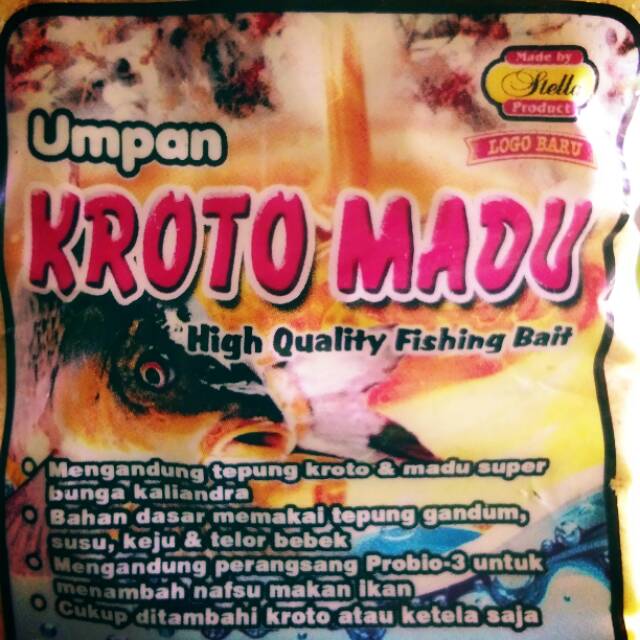 Made by
Stella
Product
LOGO BARU
Umpan
KROTO MADU
High Quality Fishing Bait
Mengandung tepung kroto & madu super
bunga kaliandra
Bahan dasar memakai tepung gandum,
susu, keju & telor bebek
Mengandung perangsang Probio-3 untuk
menambah nafsu makan ikan
Cukup ditambahi kroto atau ketela saja